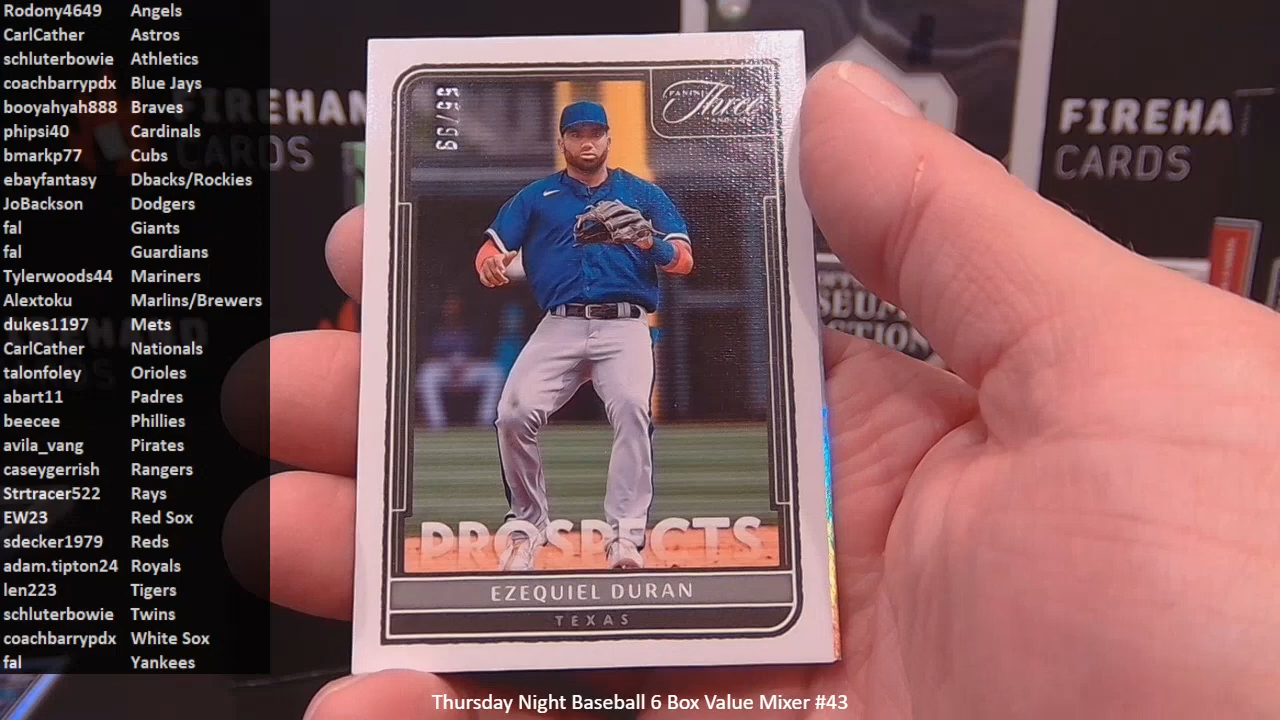 Rodony4649 Angels
CarlCather Astros
schluterbowie Athletics
coachbarrypdx Blue Jays
booyahyah888 Braves
phipsi40 Cardinals
bmarkp77 Cubs
ebayfantasy Dbacks/Rockies
JoBackson Dodgers
fal Giants
fal Guardians
Tylerwoods44 Mariners
Alextoku Marlins/Brewers
dukes1197 Mets
CarlCather Nationals
talonfoley Orioles
abart11 Padres
beecee Phillies
avila_vang Pirates
caseygerrish Rangers
Strtracer522 Rays
EW23 Red Sox
sdecker1979 Reds
adam.tipton24 Royals
len223 Tigers
schluterbowie Twins
coachbarrypdx White Sox
fal Yankees
FIREHAN
CARDS
PANINI
Three
AND TWO
PROSPECTS
EZEQUIEL DURAN
TEXAS
FIREHA
CARDS
Thursday Night Baseball 6 Box Value Mixer #43